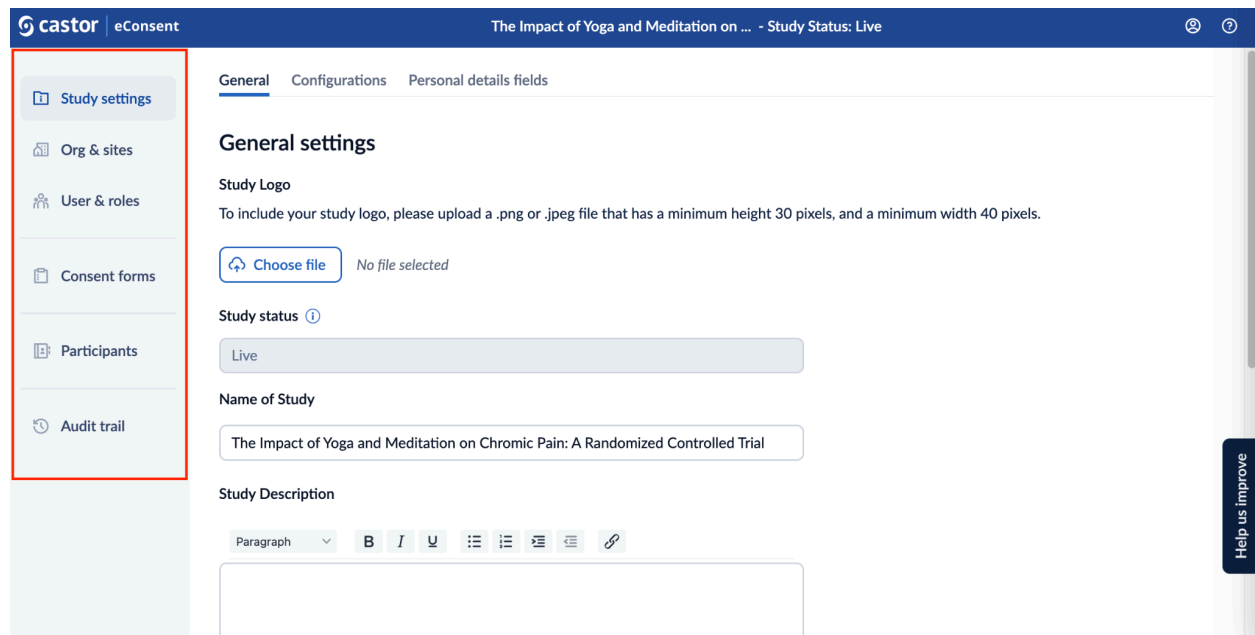 castor eConsent
The Impact of Yoga and Meditation on ... - Study Status: Live
Study settings
Org & sites
User & roles
Consent forms
Participants
Audit trail
General Configurations Personal details fields
General settings
Study Logo
To include your study logo, please upload a .png or .jpeg file that has a minimum height 30 pixels, and a minimum width 40 pixels.
Choose file No file selected
Study status
Live
Name of Study
The Impact of Yoga and Meditation on Chromic Pain: A Randomized Controlled Trial
Study Description
Paragraph B I U
Help us improve